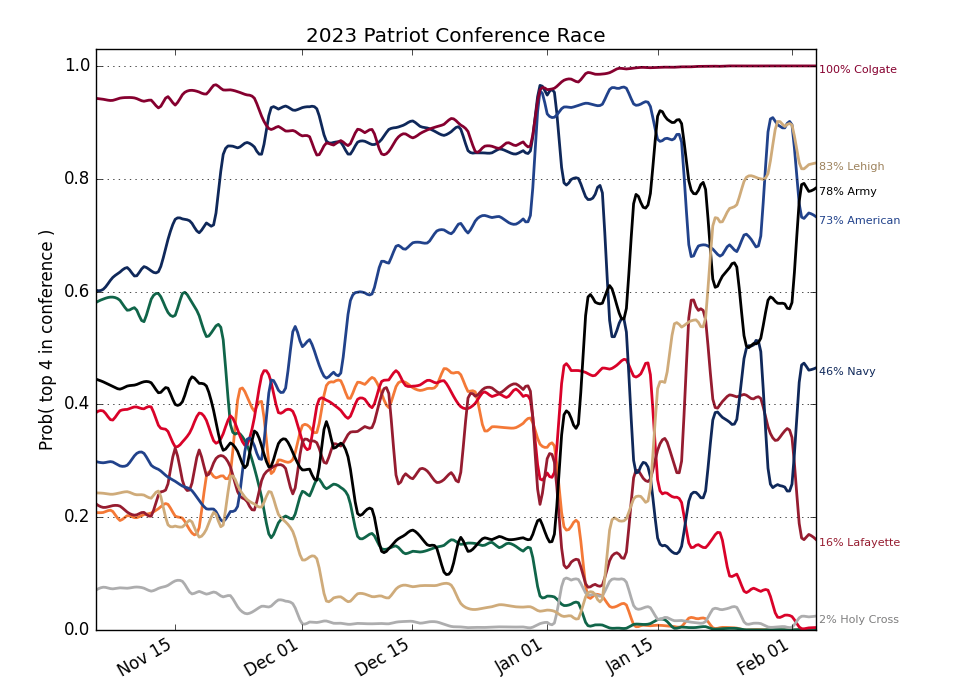 2023 Patriot Conference Race
Prob( top 4 in conference )
1.0
0.8
0.6
0.4
0.2
0.0
Nov 15
Dec 01
Dec 15
Jan 01
Jan 15
Feb 01
100% Colgate
83% Lehigh
78% Army
73% American
46% Navy
16% Lafayette
2% Holy Cross